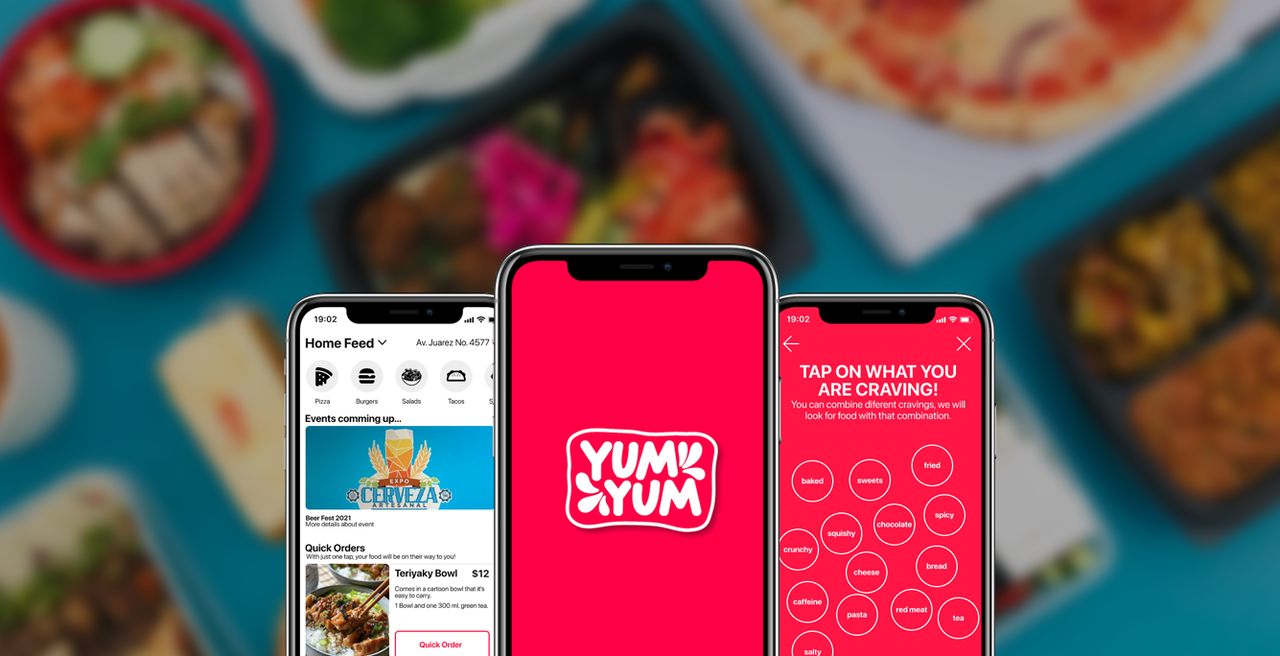 19:02
Home Feed
Av. Juarez No. 4577
Pizza
Burgers
Salads
Tacos
Events comming up...
EXPO
CERVEZA
ARTESANAL
Beer Fest 2021
More details about event
Quick Orders
With just one tap, your food will be on their way to you!
Teriyaky Bowl
$12
Comes in a cartoon bowl that it's
easy to carry.
1 Bowl and one 300 ml. green tea.
Quick Order
YUM
YUM
19:02
TAP ON WHAT YOU
ARE CRAVING!
You can combine diferent cravings, we will
look for food with that combination.
fried
baked
sweets
spicy
chocolate
squishy
crunchy
bread
cheese
caffeine
red meat
pasta
tea
salty